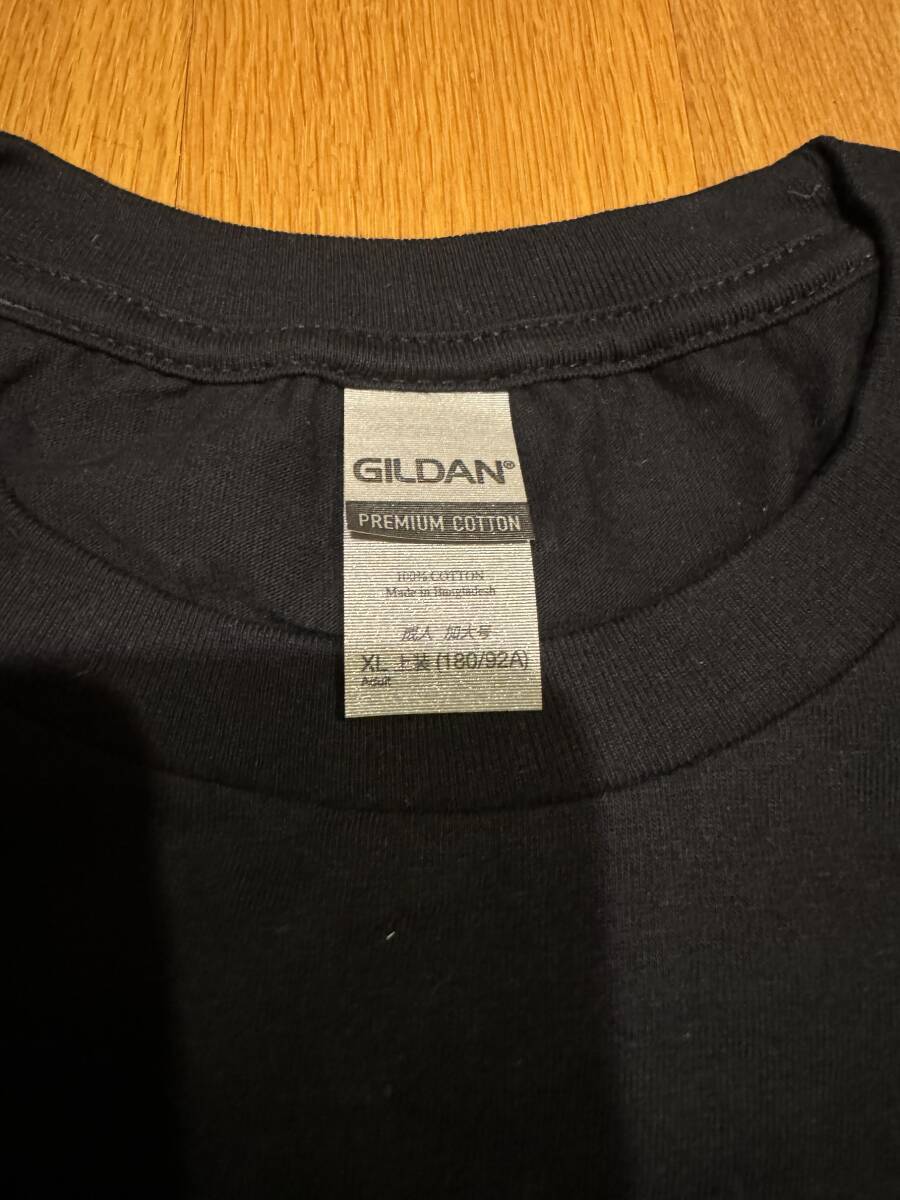 GILDAN®
PREMIUM COTTON
100% COTTON
Made in Bangladesh
成人 加大号
XL 上装(180/92A)
Adult